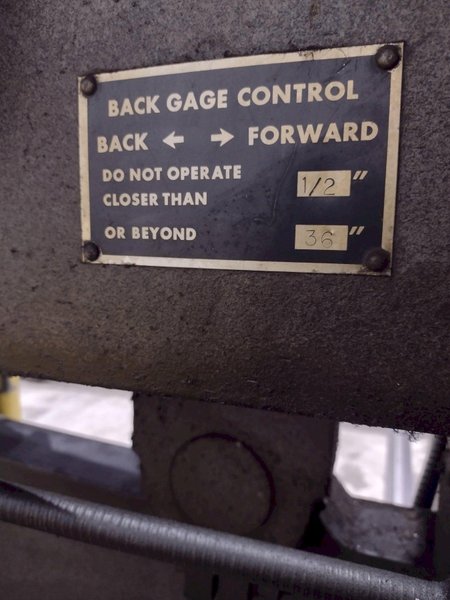 BACK GAGE CONTROL
BACK ← → FORWARD
DO NOT OPERATE
CLOSER THAN 1/2"
OR BEYOND 36"